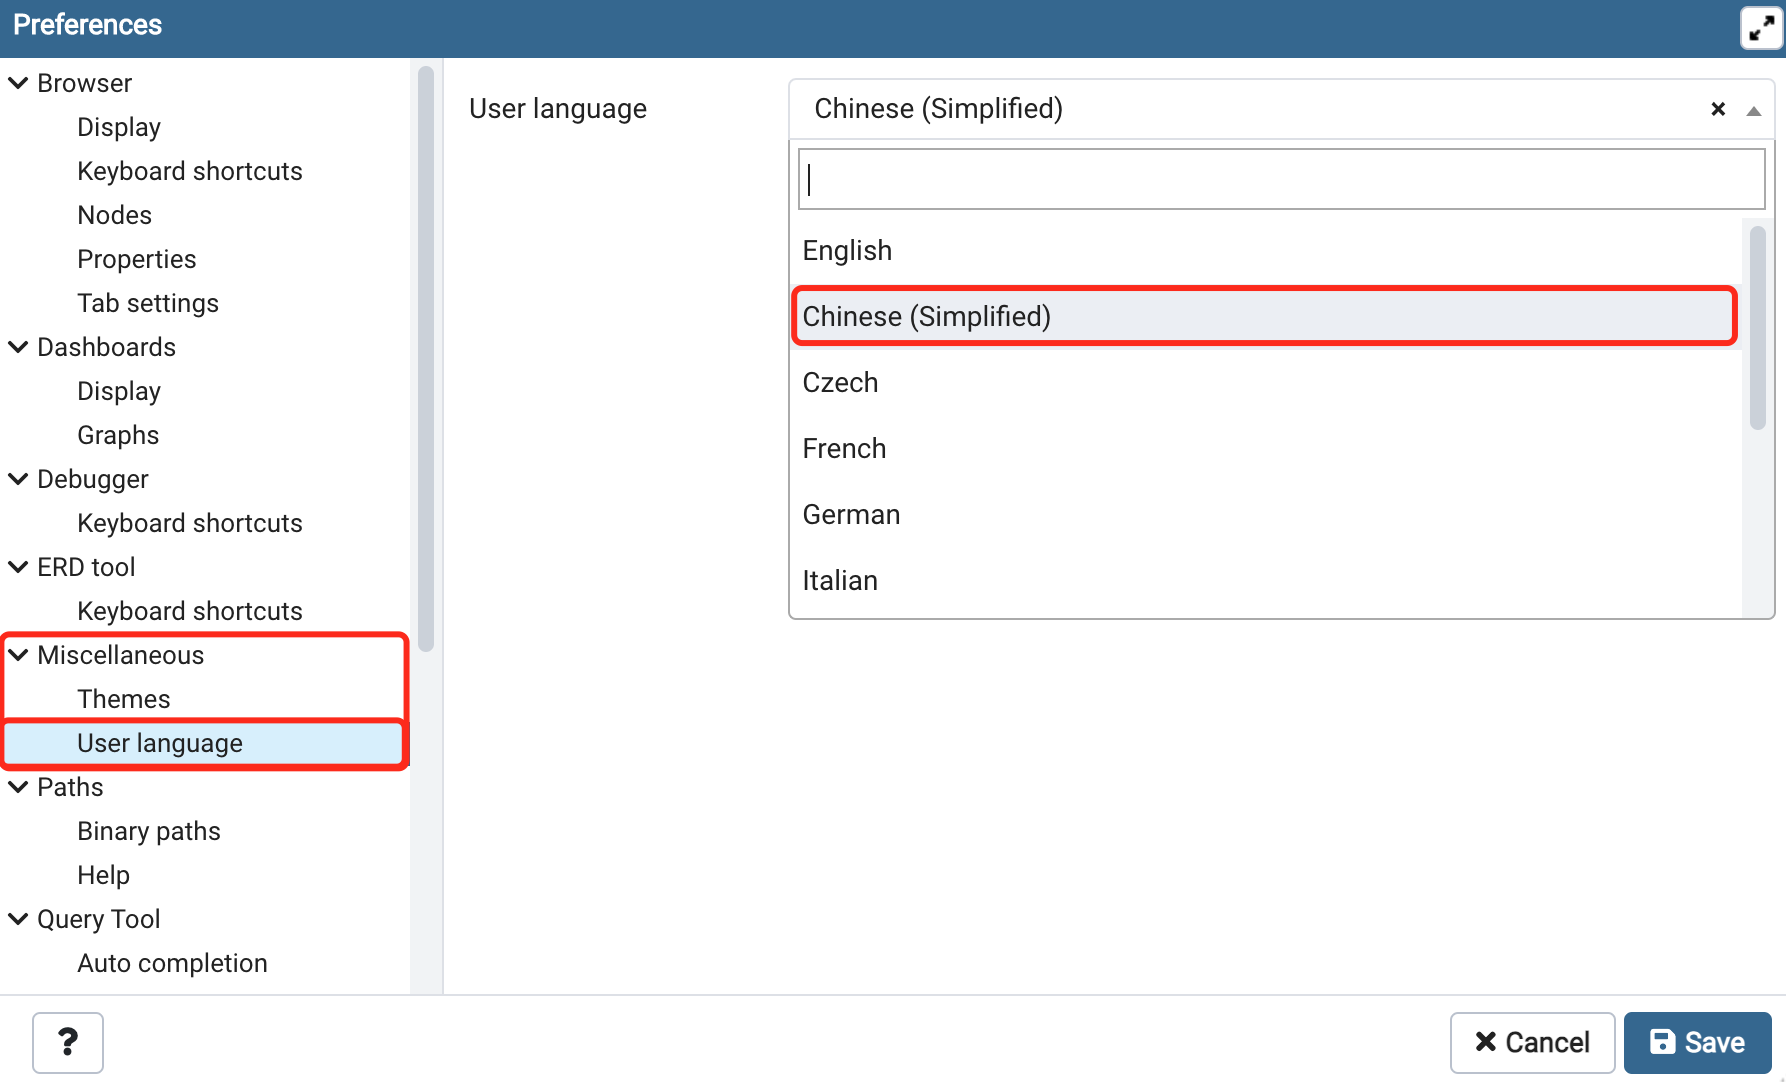 Preferences
Browser
Display
Keyboard shortcuts
Nodes
Properties
Tab settings
Dashboards
Display
Graphs
Debugger
Keyboard shortcuts
ERD tool
Keyboard shortcuts
Miscellaneous
Themes
User language
Paths
Binary paths
Help
Query Tool
Auto completion
User language
Chinese (Simplified)
English
Chinese (Simplified)
Czech
French
German
Italian
?
Cancel
Save